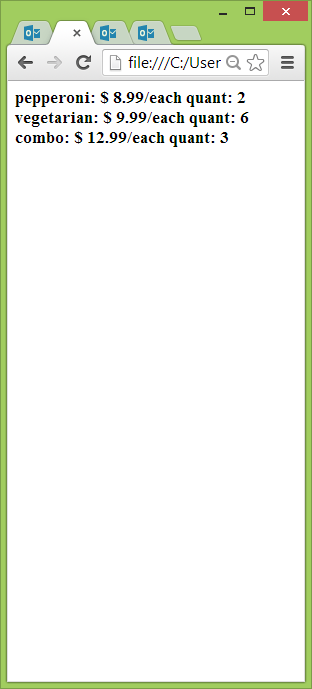 file:///C:/User
pepperoni: $ 8.99/each quant: 2
vegetarian: $ 9.99/each quant: 6
combo: $ 12.99/each quant: 3